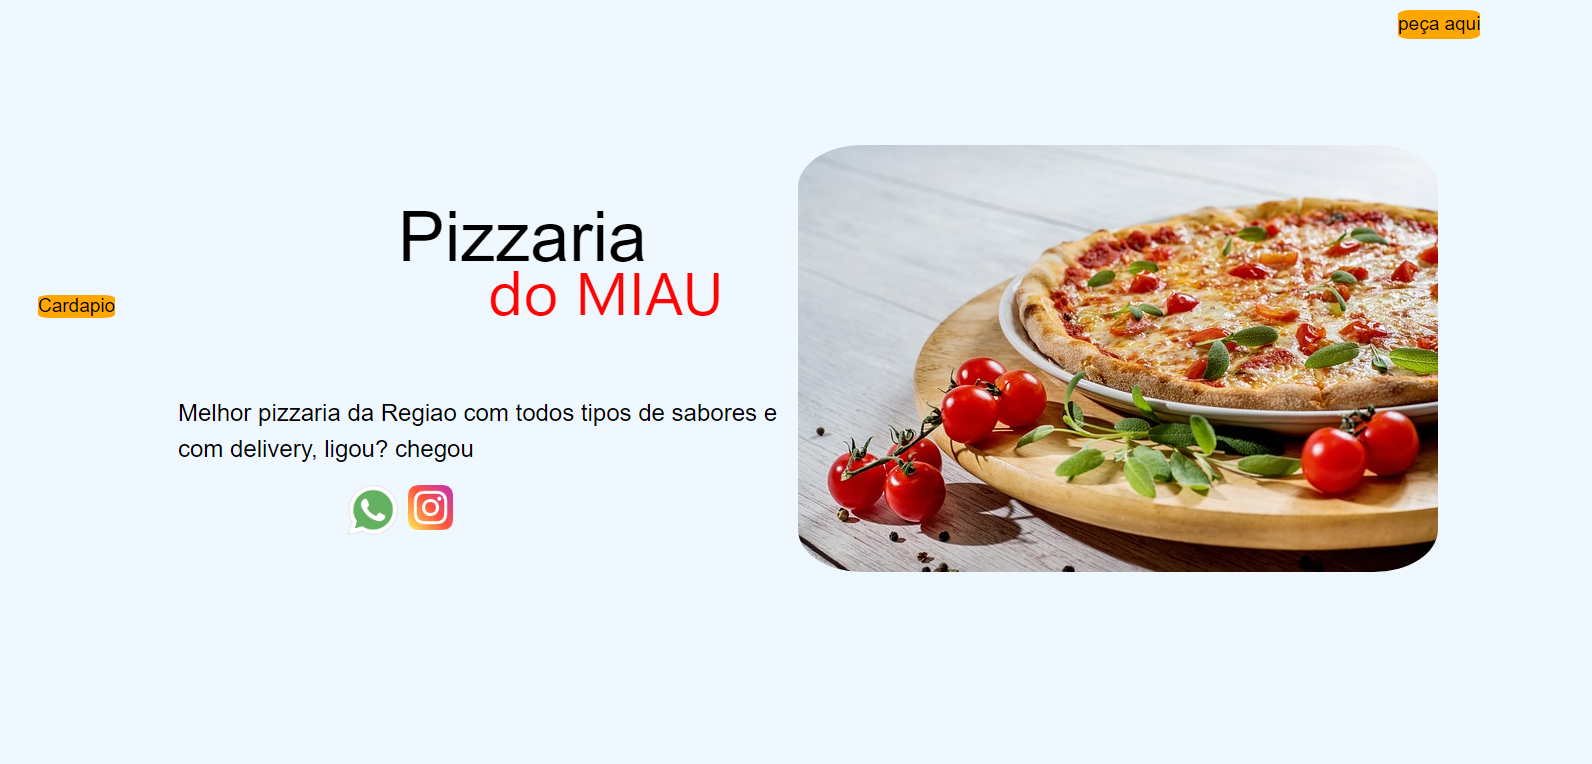 peça aqui
Pizzaria
do MIAU
Cardapio
Melhor pizzaria da Regiao com todos tipos de sabores e
com delivery, ligou? chegou